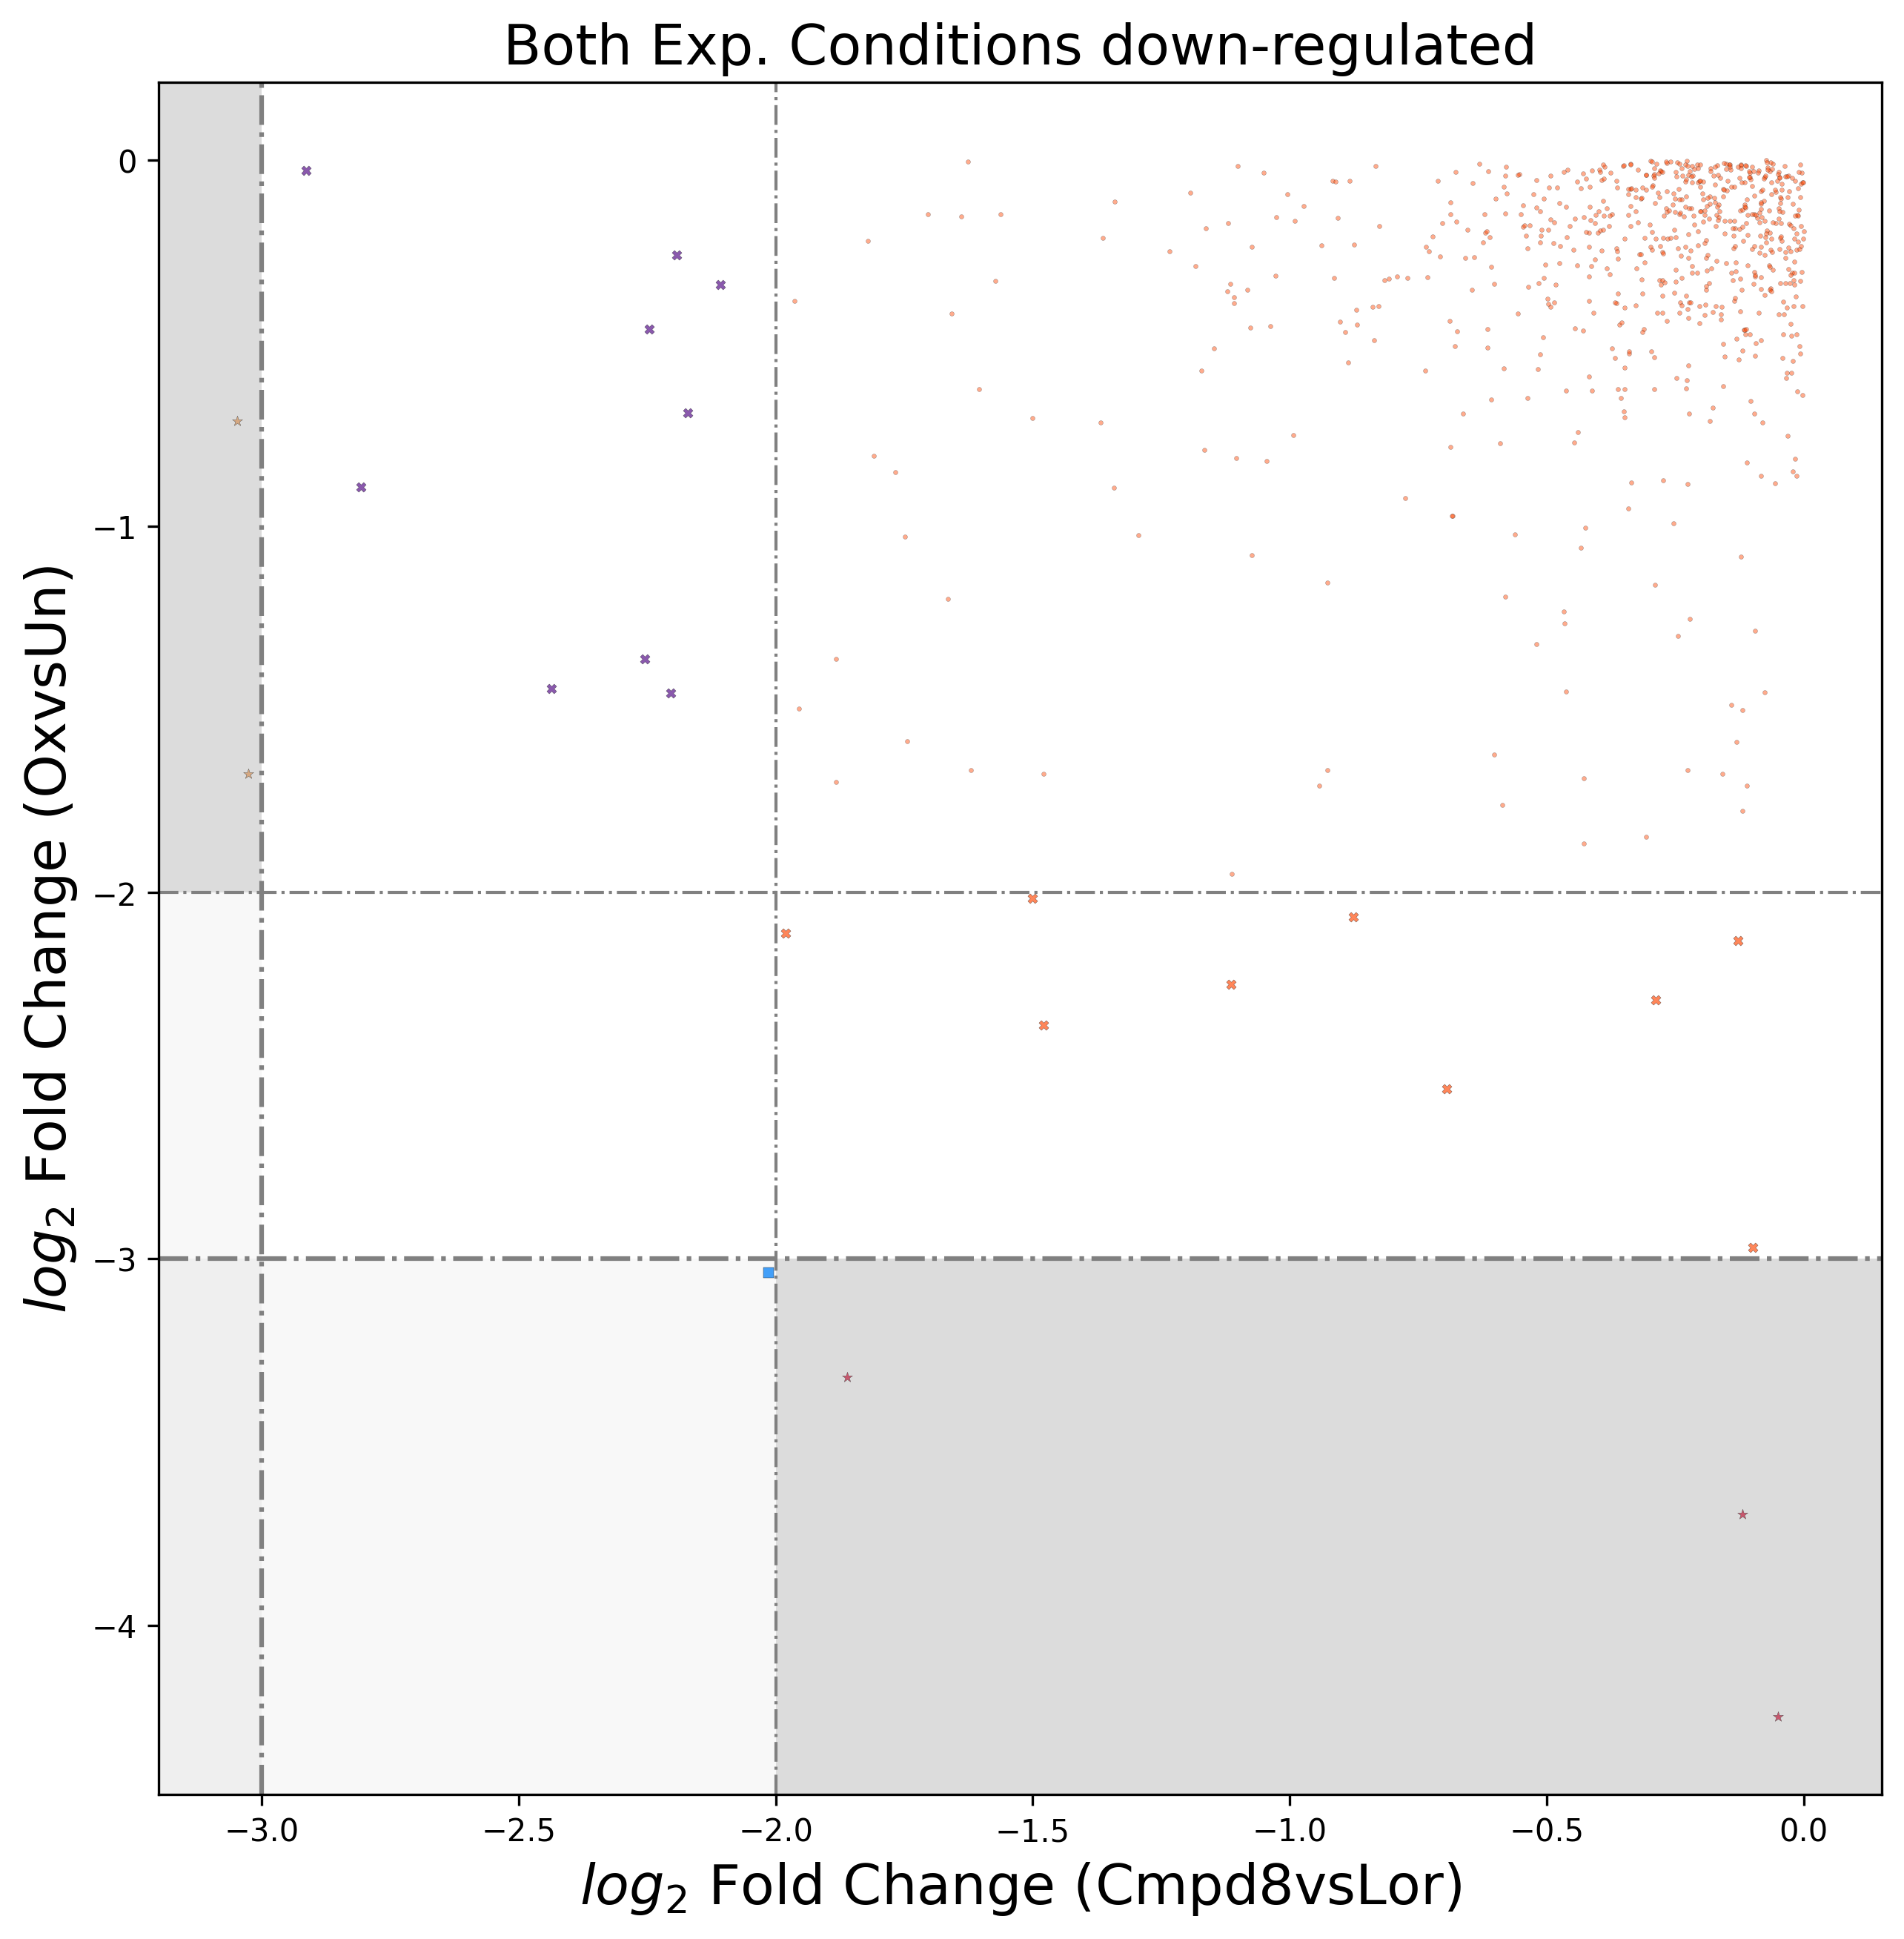 Both Exp. Conditions down-regulated
log₂ Fold Change (OxvsUn)
0
−1
−2
−3
−4
−3.0 −2.5 −2.0 −1.5 −1.0 −0.5 0.0
log₂ Fold Change (Cmpd8vsLor)